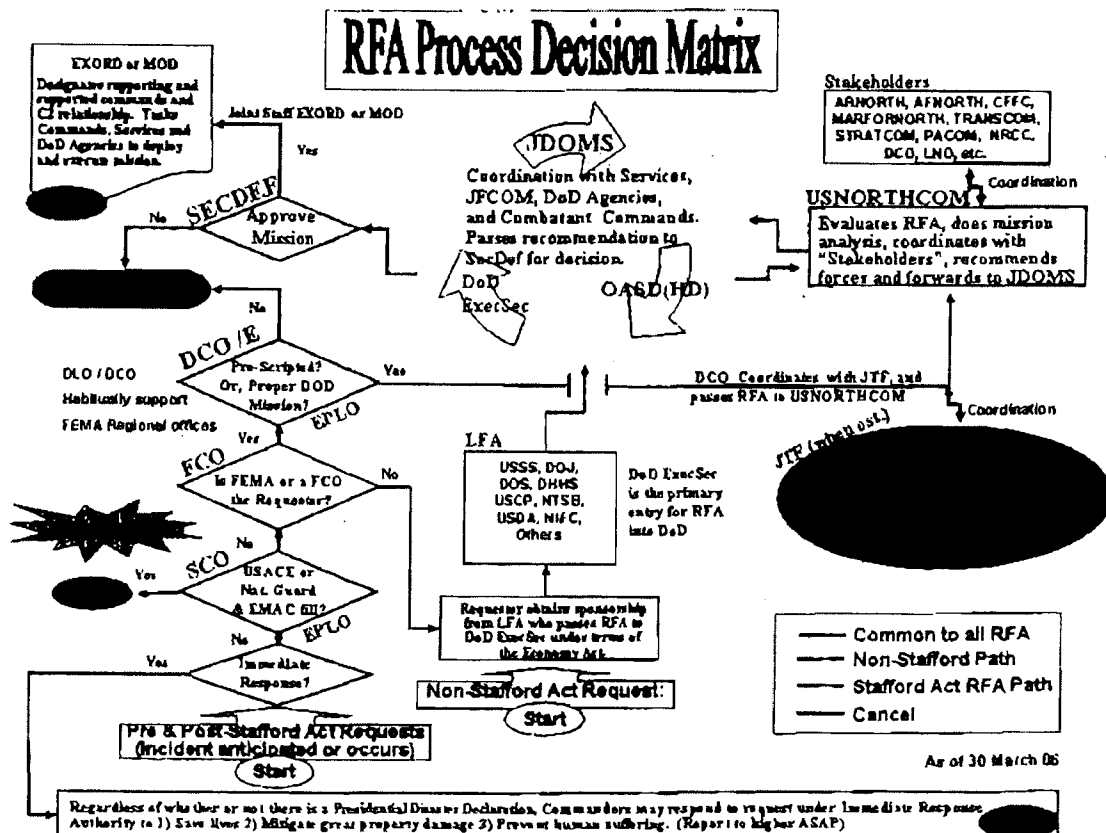 RFA Process Decision Matrix
EXORD or MOD
Designates supporting and
supported commands and
C2 relationship. Tasks
Commands, Services and
DoD Agencies to deploy
and execute mission.
Joint Staff EXORD or MOD
Yes
No
SECDEF
Approve
Mission
JDOMS
Coordination with Services,
JFCOM, DoD Agencies,
and Combatant Commands.
Passes recommendation to
SecDef for decision.
DoD
ExecSec
OASD(HD)
Stakeholders
ARNORTH, AFNORTH, CFFC,
MARFORNORTH, TRANSCOM,
STRATCOM, PACOM, NRCC,
DCO, LNO, etc.
Coordination
USNORTHCOM
Evaluates RFA, does mission
analysis, coordinates with
"Stakeholders", recommends
forces and forwards to JDOMS
No
DCO/E
Pre-Scripted?
Or, Proper DOD
Mission?
EPLO
Yes
DLO / DCO
Habitually support
FEMA Regional offices
DCO Coordinates with JTF, and
passes RFA to USNORTHCOM
Coordination
JTF (when est.)
Yes
FCO
Is FEMA or a FCO
the Requester?
No
LFA
USSS, DOJ,
DOS, DHHS
USCP, NTSB,
USDA, NIFC,
Others
DoD ExecSec
is the primary
entry for RFA
into DoD
No
SCO
USACE or
Nat. Guard
& EMAC fill?
EPLO
Yes
Requester obtains sponsorship
from LFA who passes RFA to
DoD ExecSec under terms of
the Economy Act.
No
Yes
Immediate
Response?
Non-Stafford Act Request:
Start
Pre & Post-Stafford Act Requests
(Incident anticipated or occurs)
Start
Common to all RFA
Non-Stafford Path
Stafford Act RFA Path
Cancel
As of 30 March 06
Regardless of whether or not there is a Presidential Disaster Declaration, Commanders may respond to request under Immediate Response
Authority to 1) Save lives 2) Mitigate great property damage 3) Prevent human suffering. (Report to higher ASAP)